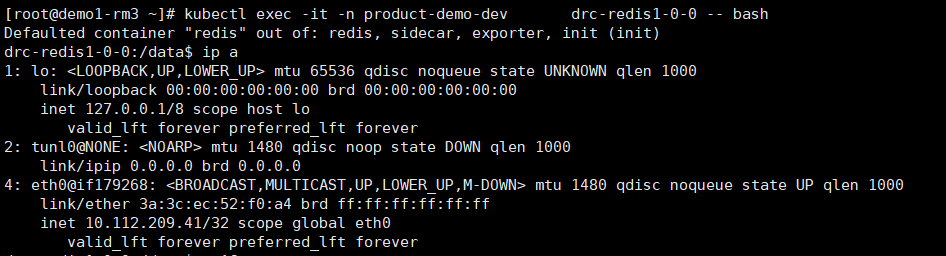 [root@demo1-rm3 ~]# kubectl exec -it -n product-demo-dev       drc-redis1-0-0 -- bash
Defaulted container "redis" out of: redis, sidecar, exporter, init (init)
drc-redis1-0-0:/data$ ip a
1: lo: <LOOPBACK,UP,LOWER_UP> mtu 65536 qdisc noqueue state UNKNOWN qlen 1000
    link/loopback 00:00:00:00:00:00 brd 00:00:00:00:00:00
    inet 127.0.0.1/8 scope host lo
       valid_lft forever preferred_lft forever
2: tunl0@NONE: <NOARP> mtu 1480 qdisc noop state DOWN qlen 1000
    link/ipip 0.0.0.0 brd 0.0.0.0
4: eth0@if179268: <BROADCAST,MULTICAST,UP,LOWER_UP,M-DOWN> mtu 1480 qdisc noqueue state UP qlen 1000
    link/ether 3a:3c:ec:52:f0:a4 brd ff:ff:ff:ff:ff:ff
    inet 10.112.209.41/32 scope global eth0
       valid_lft forever preferred_lft forever